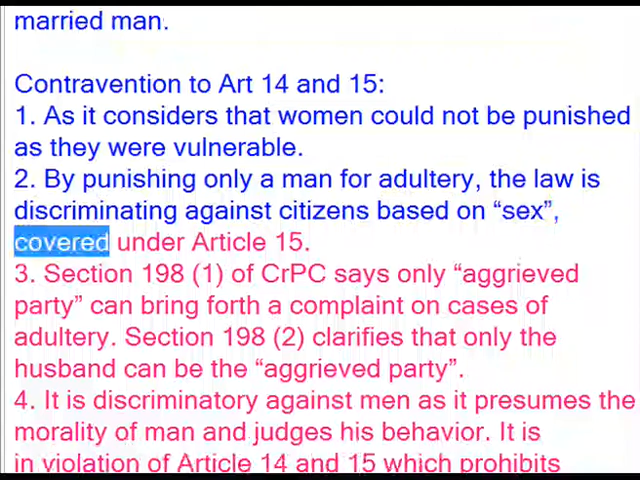 married man.
Contravention to Art 14 and 15:
1. As it considers that women could not be punished
as they were vulnerable.
2. By punishing only a man for adultery, the law is
discriminating against citizens based on “sex”,
covered under Article 15.
3. Section 198 (1) of CrPC says only “aggrieved
party” can bring forth a complaint on cases of
adultery. Section 198 (2) clarifies that only the
husband can be the “aggrieved party”.
4. It is discriminatory against men as it presumes the
morality of man and judges his behavior. It is
in violation of Article 14 and 15 which prohibits